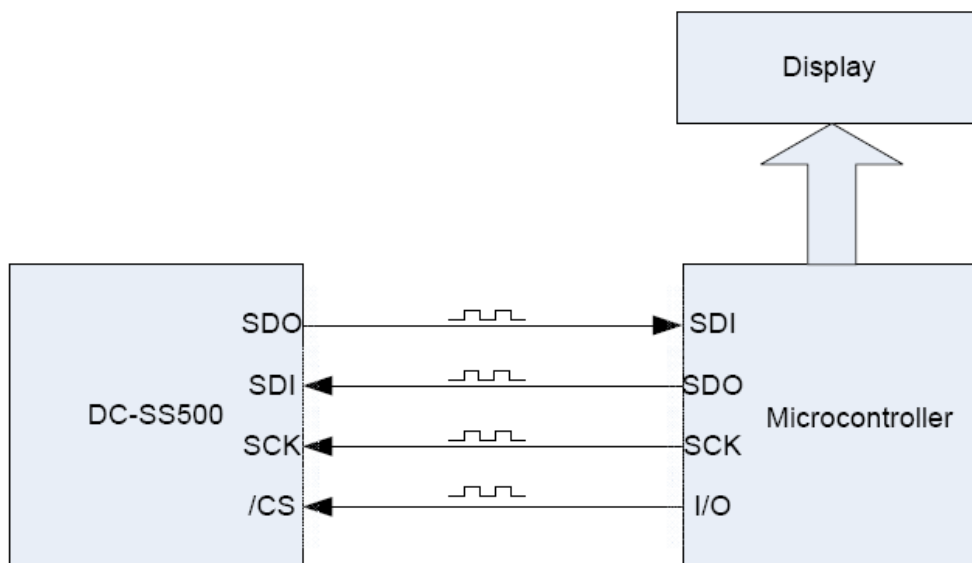 Display
SDO
SDI
SDI
SDO
DC-SS500
Microcontroller
SCK
SCK
/CS
I/O